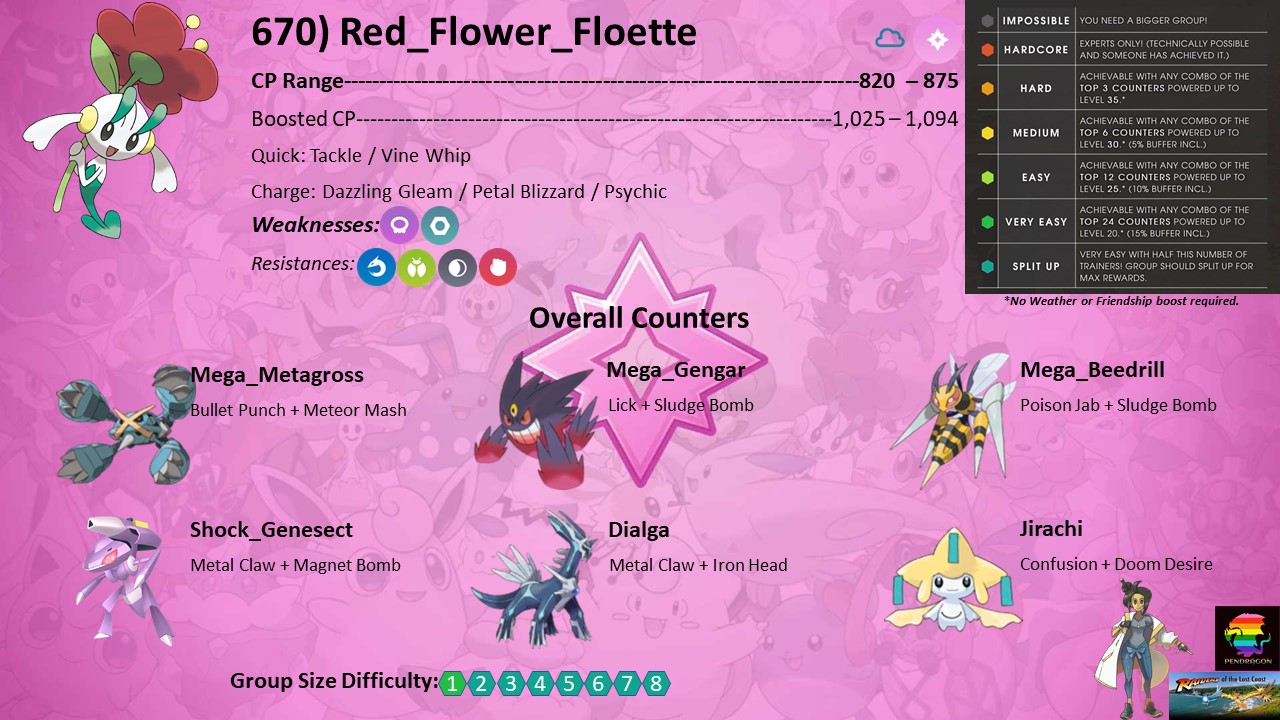 670) Red_Flower_Floette
CP Range------------------------------------------------------------------------820 – 875
Boosted CP--------------------------------------------------------------------1,025 – 1,094
Quick: Tackle / Vine Whip
Charge: Dazzling Gleam / Petal Blizzard / Psychic
Weaknesses:
Resistances:
IMPOSSIBLE YOU NEED A BIGGER GROUP!
HARDCORE EXPERTS ONLY! (TECHNICALLY POSSIBLE
AND SOMEONE HAS ACHIEVED IT.)
HARD ACHIEVABLE WITH ANY COMBO OF THE
TOP 3 COUNTERS POWERED UP TO
LEVEL 35.*
MEDIUM ACHIEVABLE WITH ANY COMBO OF THE
TOP 6 COUNTERS POWERED UP TO
LEVEL 30.* (5% BUFFER INCL.)
EASY ACHIEVABLE WITH ANY COMBO OF THE
TOP 12 COUNTERS POWERED UP TO
LEVEL 25.* (10% BUFFER INCL.)
VERY EASY ACHIEVABLE WITH ANY COMBO OF THE
TOP 24 COUNTERS POWERED UP TO
LEVEL 20.* (15% BUFFER INCL.)
SPLIT UP VERY EASY WITH HALF THIS NUMBER OF
TRAINERS! GROUP SHOULD SPLIT UP FOR
MAX REWARDS.
*No Weather or Friendship boost required.
Overall Counters
Mega_Metagross
Bullet Punch + Meteor Mash
Mega_Gengar
Lick + Sludge Bomb
Mega_Beedrill
Poison Jab + Sludge Bomb
Shock_Genesect
Metal Claw + Magnet Bomb
Dialga
Metal Claw + Iron Head
Jirachi
Confusion + Doom Desire
Group Size Difficulty: 1 2 3 4 5 6 7 8
PENDRAGON
RAIDERS of the Lost Coast